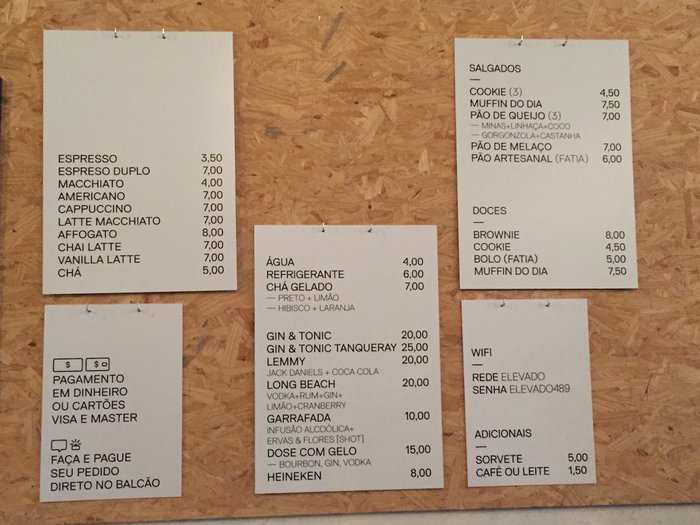 ESPRESSO 3,50
ESPRESO DUPLO 7,00
MACCHIATO 4,00
AMERICANO 7,00
CAPPUCCINO 7,00
LATTE MACCHIATO 7,00
AFFOGATO 8,00
CHAI LATTE 7,00
VANILLA LATTE 7,00
CHÁ 5,00
$ $
PAGAMENTO
EM DINHEIRO
OU CARTÕES
VISA E MASTER
FAÇA E PAGUE
SEU PEDIDO
DIRETO NO BALCÃO
ÁGUA 4,00
REFRIGERANTE 6,00
CHÁ GELADO 7,00
— PRETO + LIMÃO
— HIBISCO + LARANJA
GIN & TONIC 20,00
GIN & TONIC TANQUERAY 25,00
LEMMY 20,00
JACK DANIELS + COCA COLA
LONG BEACH 20,00
VODKA+RUM+GIN+
LIMÃO+CRANBERRY
GARRAFADA 10,00
INFUSÃO ALCOÓLICA+
ERVAS & FLORES [SHOT]
DOSE COM GELO 15,00
— BOURBON, GIN, VODKA
HEINEKEN 8,00
SALGADOS
—
COOKIE (3) 4,50
MUFFIN DO DIA 7,50
PÃO DE QUEIJO (3) 7,00
— MINAS+LINHAÇA+COCO
— GORGONZOLA+CASTANHA
PÃO DE MELAÇO 7,00
PÃO ARTESANAL (FATIA) 6,00
DOCES
—
BROWNIE 8,00
COOKIE 4,50
BOLO (FATIA) 5,00
MUFFIN DO DIA 7,50
WIFI
—
REDE ELEVADO
SENHA ELEVADO489
ADICIONAIS
—
SORVETE 5,00
CAFÉ OU LEITE 1,50